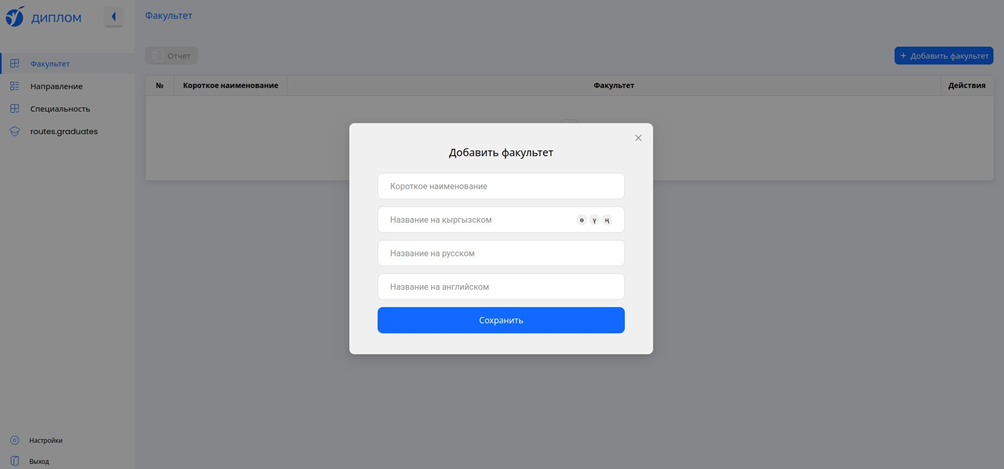 ДИПЛОМ
Факультет
Факультет
Направление
Специальность
routes.graduates
Настройки
Выход
Отчет
+ Добавить факультет
№ Короткое наименование Факультет Действия
Добавить факультет
Короткое наименование
Название на кыргызском ө ү ң
Название на русском
Название на английском
Сохранить